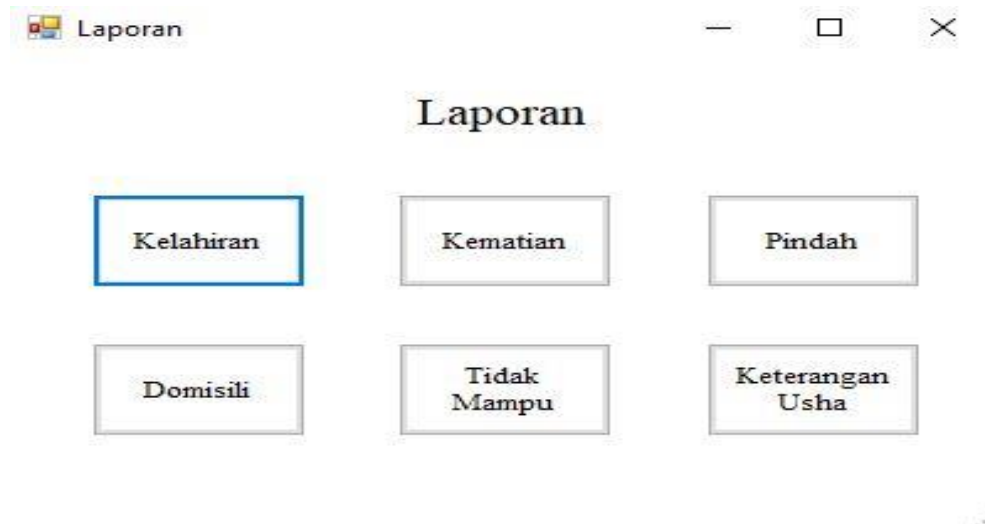 Laporan
Laporan
Kelahiran
Kematian
Pindah
Domisili
Tidak
Mampu
Keterangan
Usha